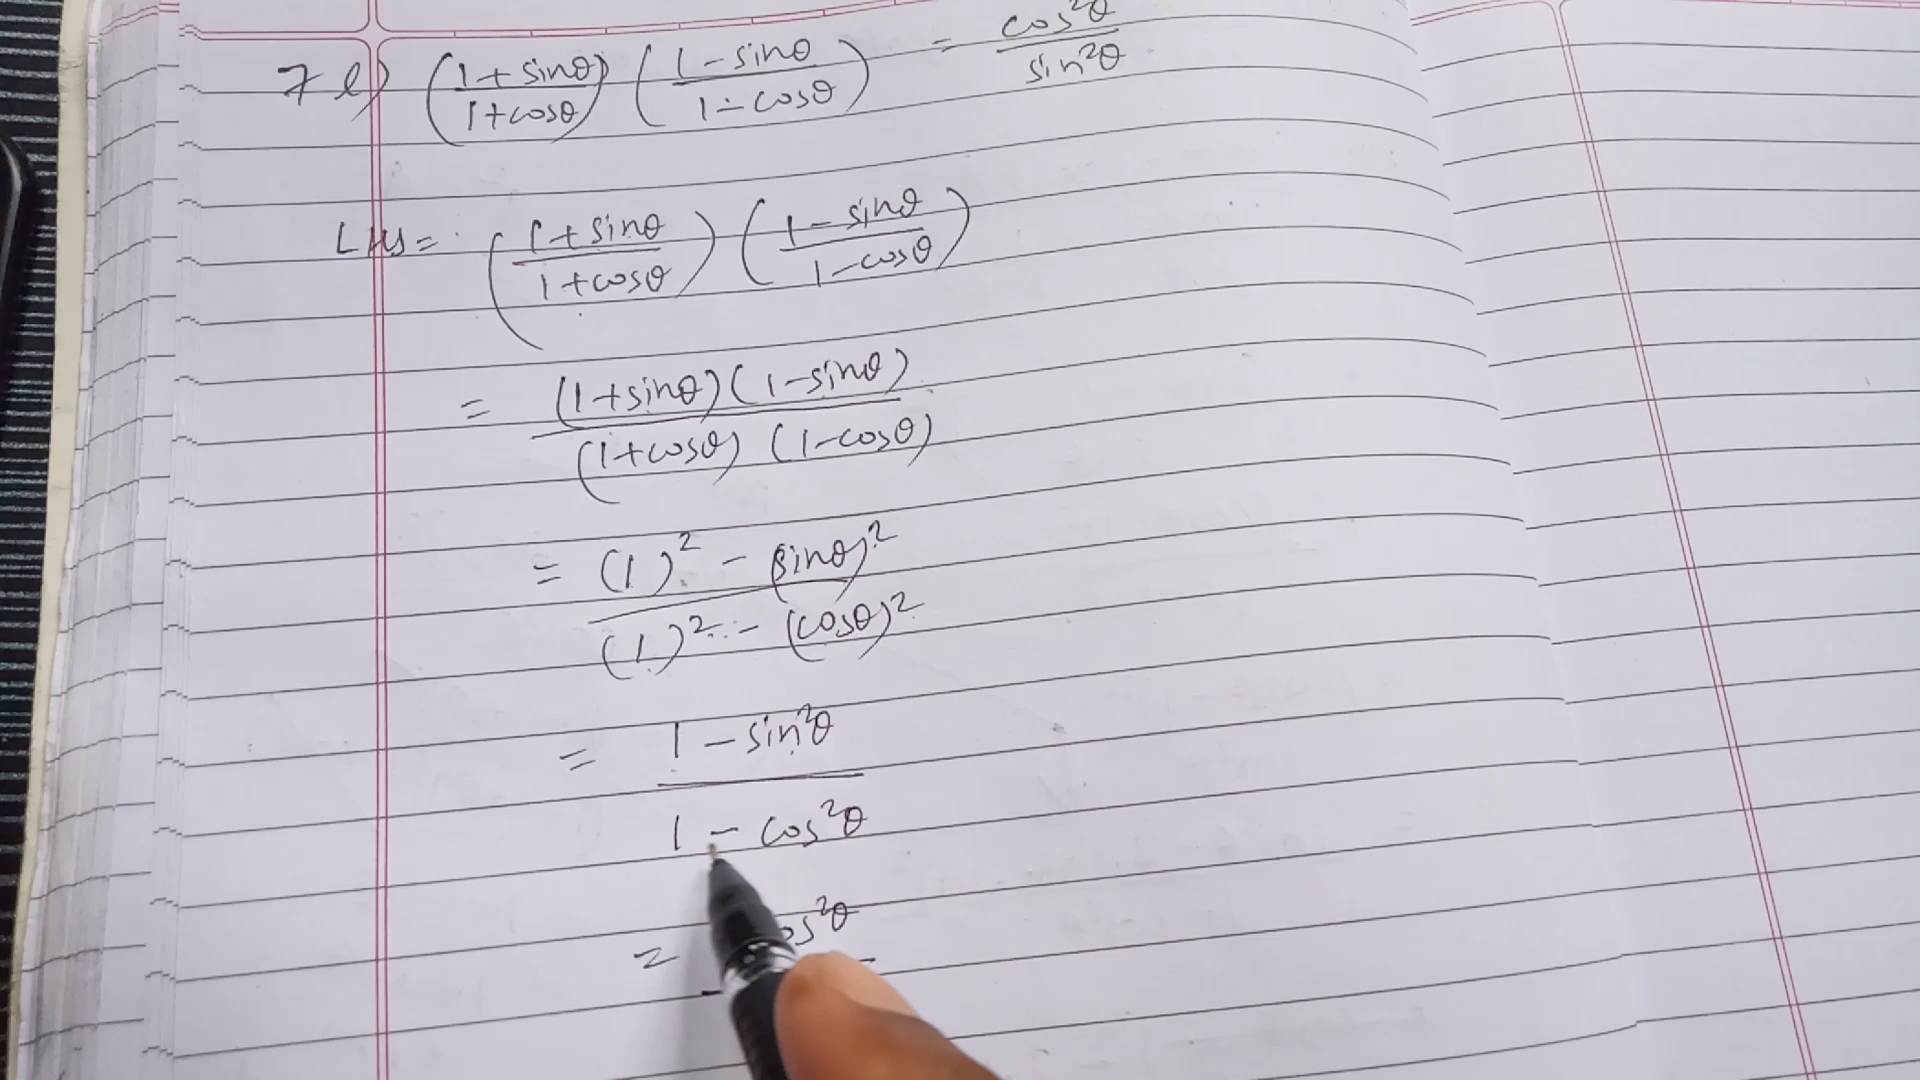 7 l) (1+sinθ/1+cosθ) (1-sinθ/1-cosθ) = cos²θ/sin²θ
LHS = (1+sinθ/1+cosθ) (1-sinθ/1-cosθ)
= (1+sinθ)(1-sinθ)/(1+cosθ)(1-cosθ)
= (1)² - (sinθ)²/(1)² - (cosθ)²
= 1-sin²θ/1-cos²θ
= cos²θ